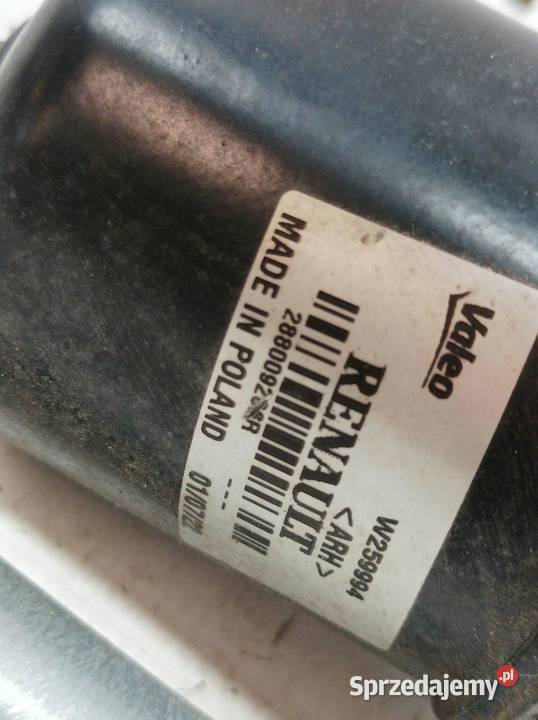 Valeo
W259994
RENAULT <ARH>
MADE IN POLAND
Sprzedajemy.pl